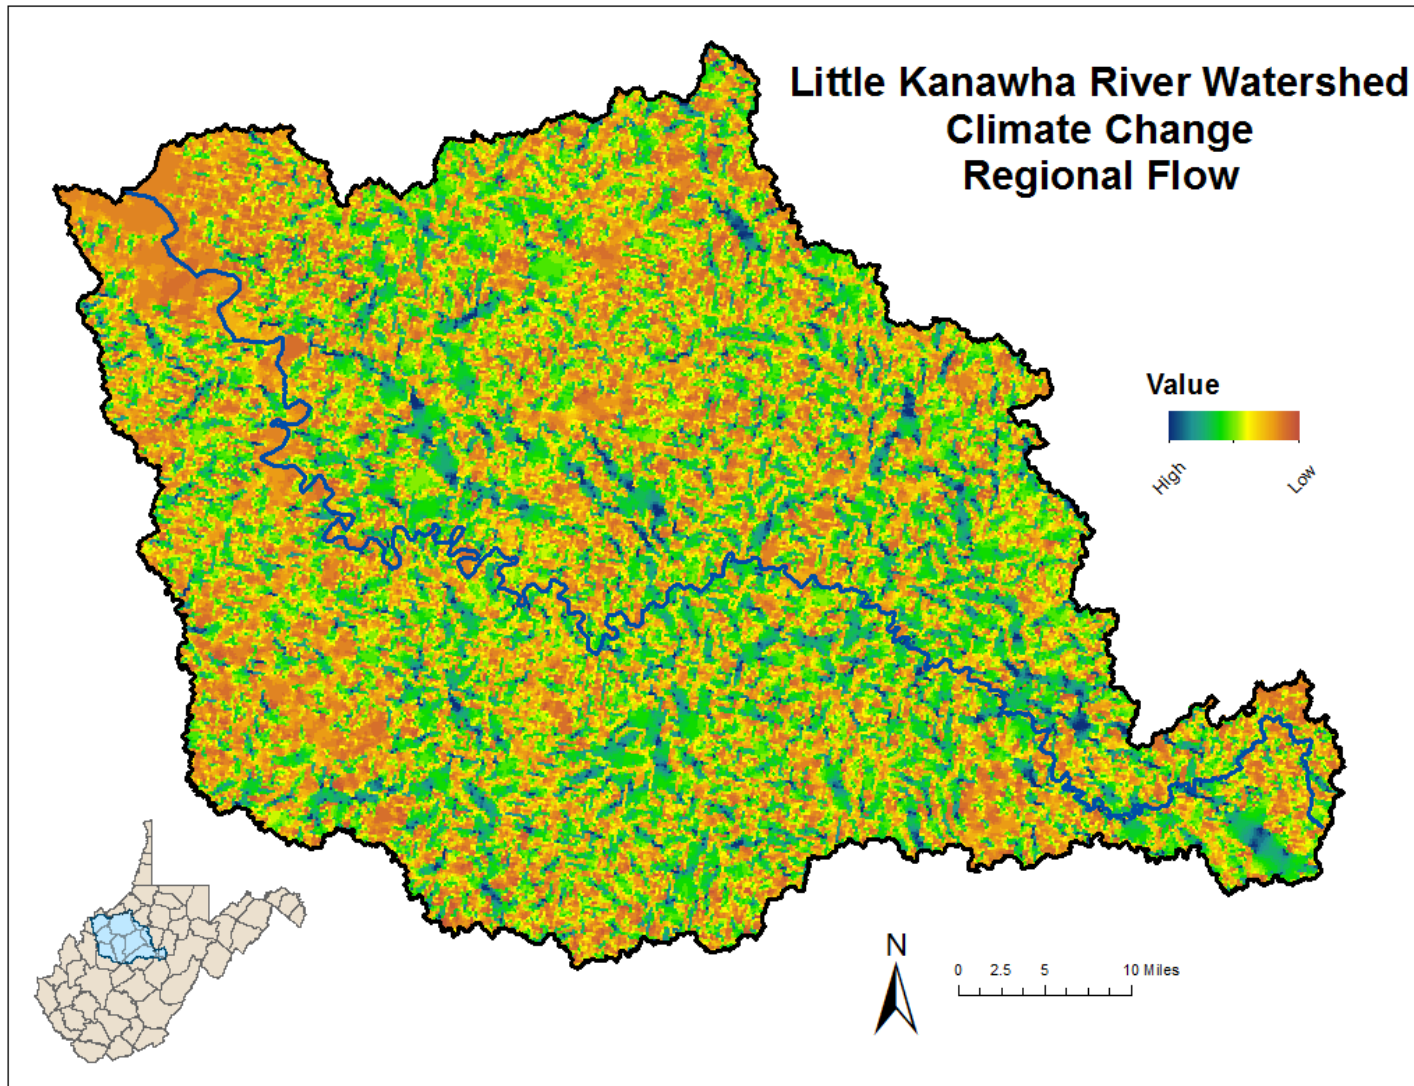 Little Kanawha River Watershed
Climate Change
Regional Flow
Value
High
Low
N
0 2.5 5 10 Miles